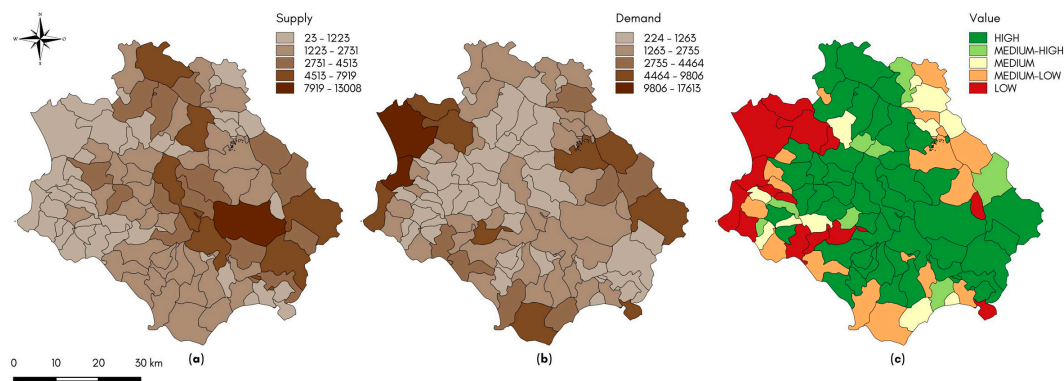 N
W O
S
Supply
23 - 1223
1223 - 2731
2731 - 4513
4513 - 7919
7919 - 13008
Demand
224 - 1263
1263 - 2735
2735 - 4464
4464 - 9806
9806 - 17613
Value
HIGH
MEDIUM-HIGH
MEDIUM
MEDIUM-LOW
LOW
(a)
(b)
(c)
0 10 20 30 km